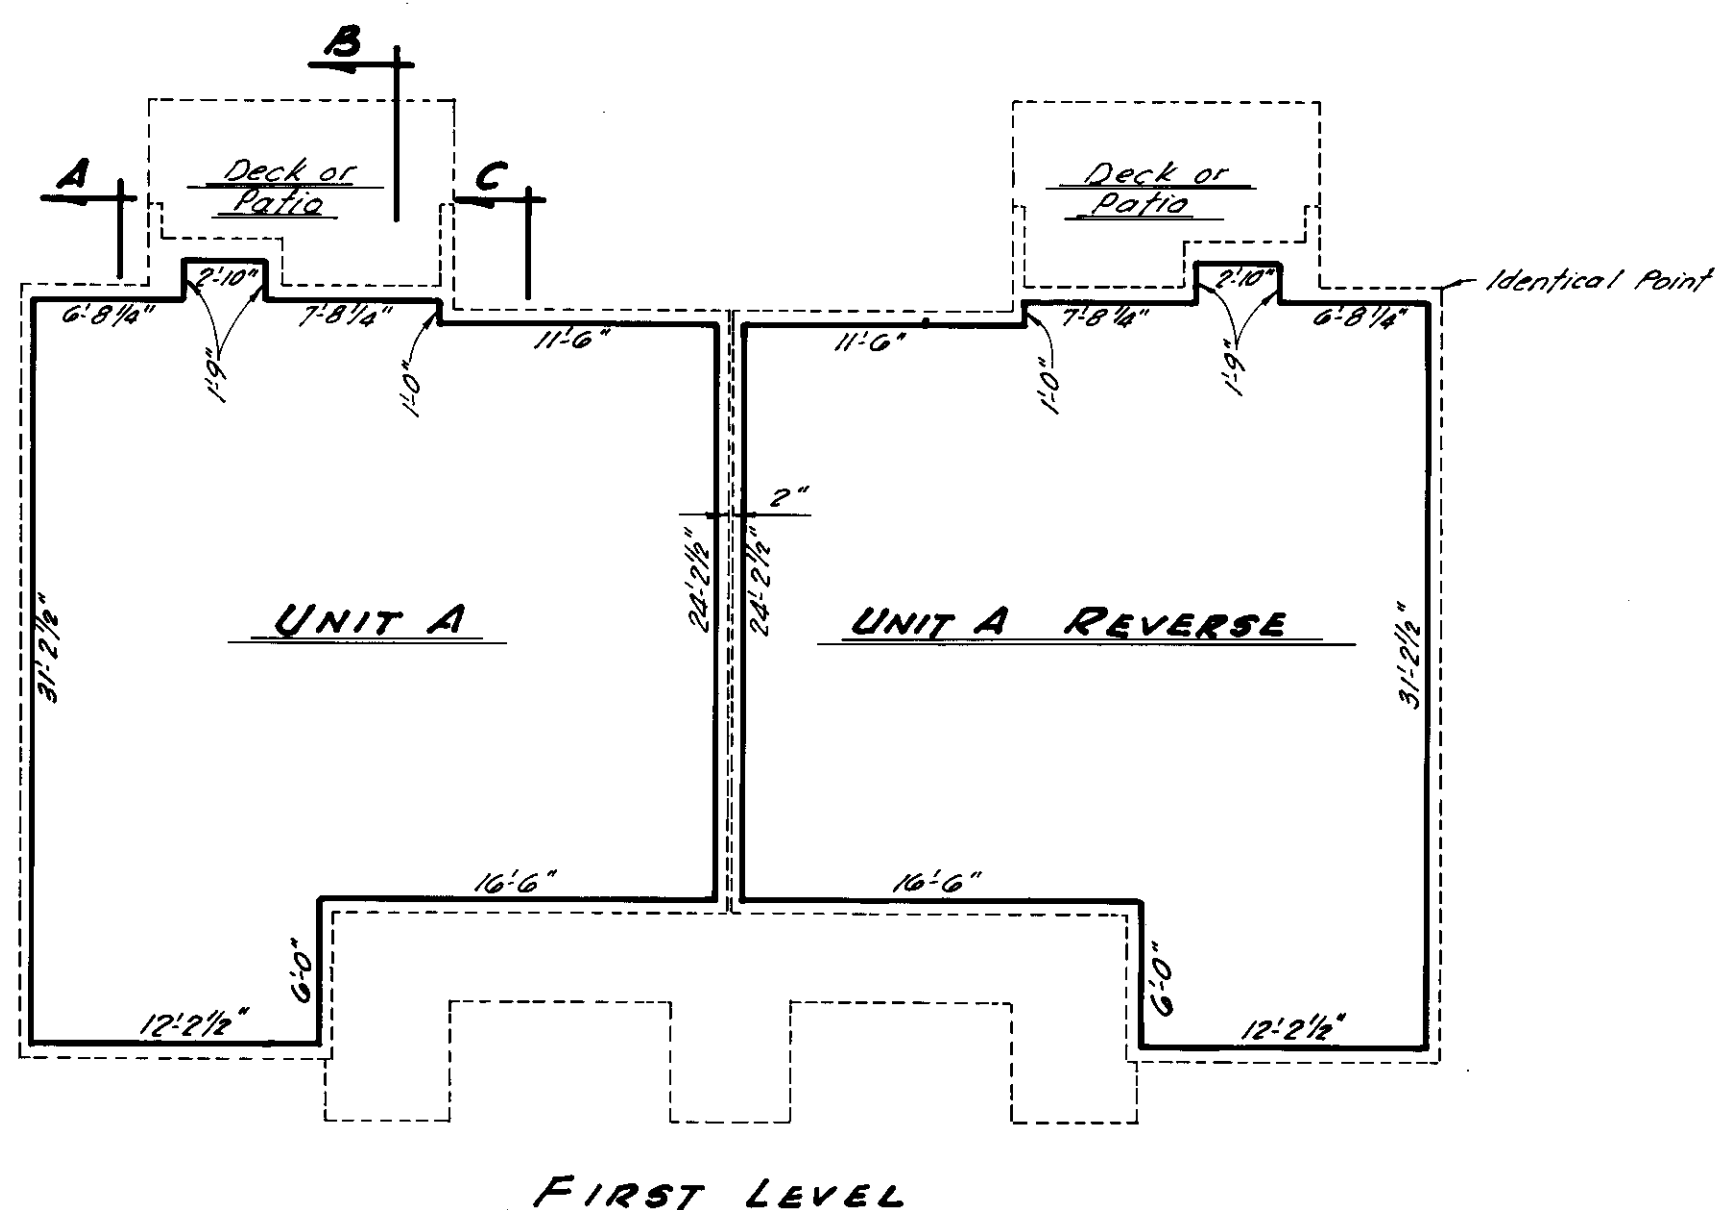 B
A
Deck or
Patio
C
Deck or
Patio
Identical Point
2'-10"
6'-8 1/4"
7'-8 1/4"
11'-6"
1'-9"
1'-0"
2'-10"
11'-6"
7'-8 1/4"
6'-8 1/4"
1'-0"
1'-9"
2"
24'-2 1/2"
24'-2 1/2"
31'-2 1/2"
UNIT A
UNIT A REVERSE
31'-2 1/2"
16'-6"
16'-6"
6'-0"
6'-0"
12'-2 1/2"
12'-2 1/2"
FIRST LEVEL